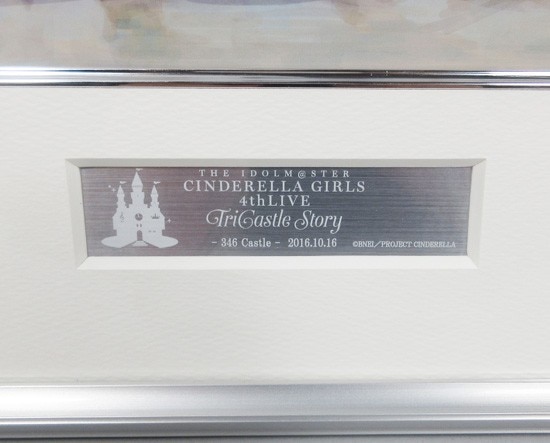 THE IDOLM@STER
CINDERELLA GIRLS
4thLIVE
TriCastle Story
- 346 Castle - 2016.10.16
©BNEI／PROJECT CINDERELLA